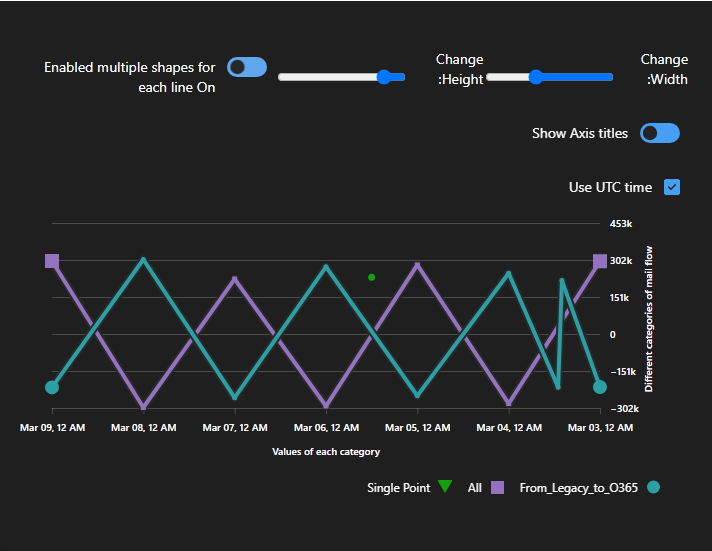 Enabled multiple shapes for
each line On
Change
:Height
Change
:Width
Show Axis titles
Use UTC time
453k
302k
151k
0
−151k
−302k
Different categories of mail flow
Mar 09, 12 AM
Mar 08, 12 AM
Mar 07, 12 AM
Mar 06, 12 AM
Mar 05, 12 AM
Mar 04, 12 AM
Mar 03, 12 AM
Values of each category
Single Point
All
From_Legacy_to_O365